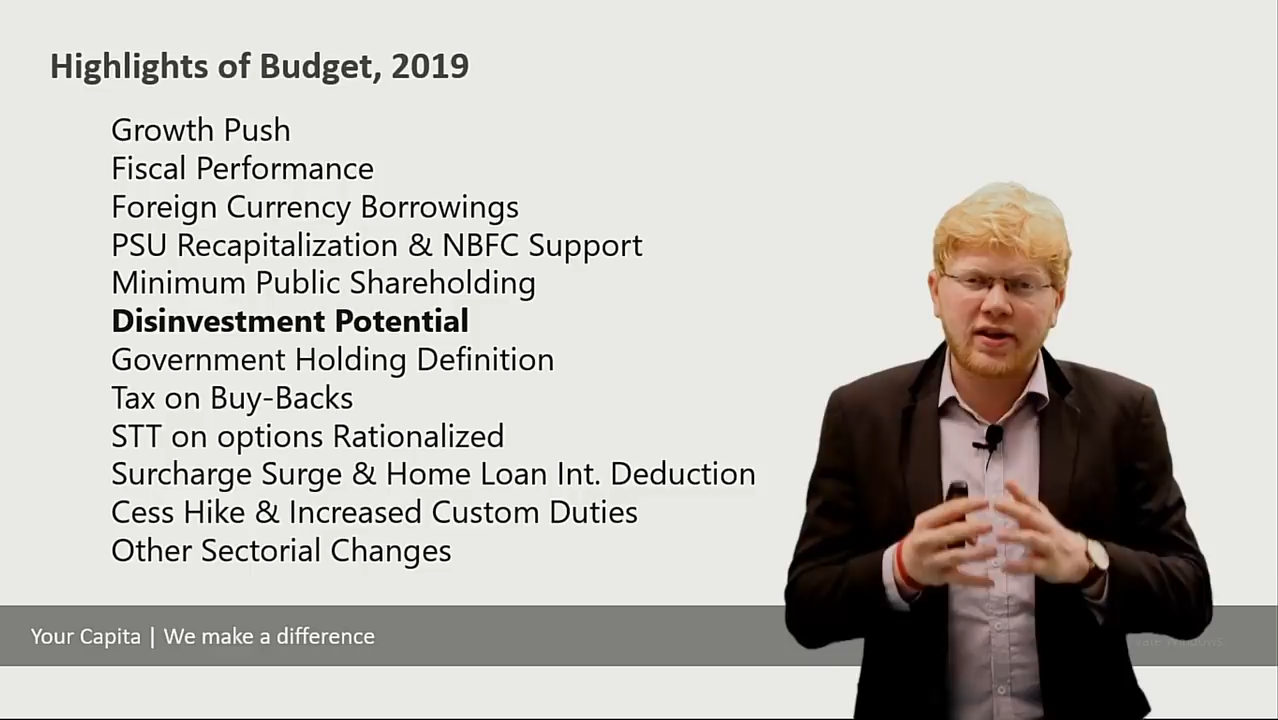 Highlights of Budget, 2019
Growth Push
Fiscal Performance
Foreign Currency Borrowings
PSU Recapitalization & NBFC Support
Minimum Public Shareholding
Disinvestment Potential
Government Holding Definition
Tax on Buy-Backs
STT on options Rationalized
Surcharge Surge & Home Loan Int. Deduction
Cess Hike & Increased Custom Duties
Other Sectorial Changes
Your Capita | We make a difference
Windows